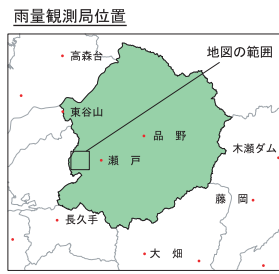 雨量観測局位置
高森台
地図の範囲
東谷山
品 野
木瀬ダム
瀬 戸
藤 岡
長久手
大 畑